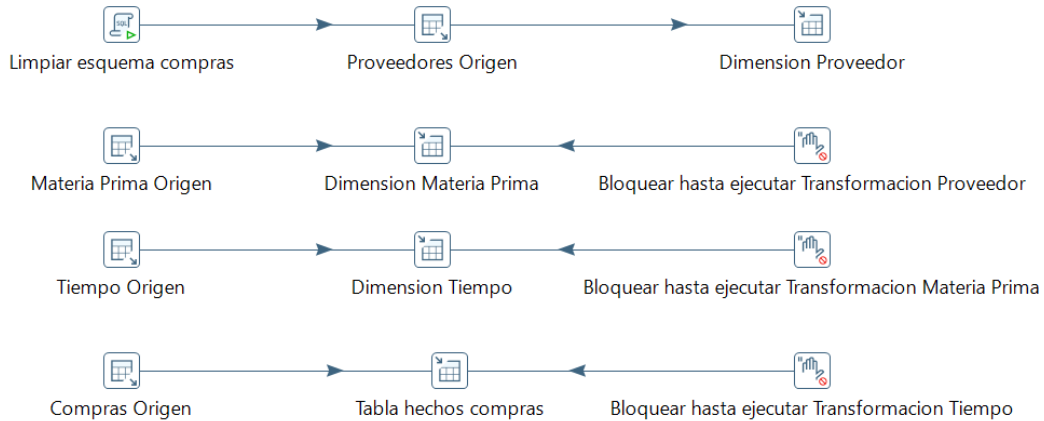 Limpiar esquema compras
Proveedores Origen
Dimension Proveedor
Materia Prima Origen
Dimension Materia Prima
Bloquear hasta ejecutar Transformacion Proveedor
Tiempo Origen
Dimension Tiempo
Bloquear hasta ejecutar Transformacion Materia Prima
Compras Origen
Tabla hechos compras
Bloquear hasta ejecutar Transformacion Tiempo